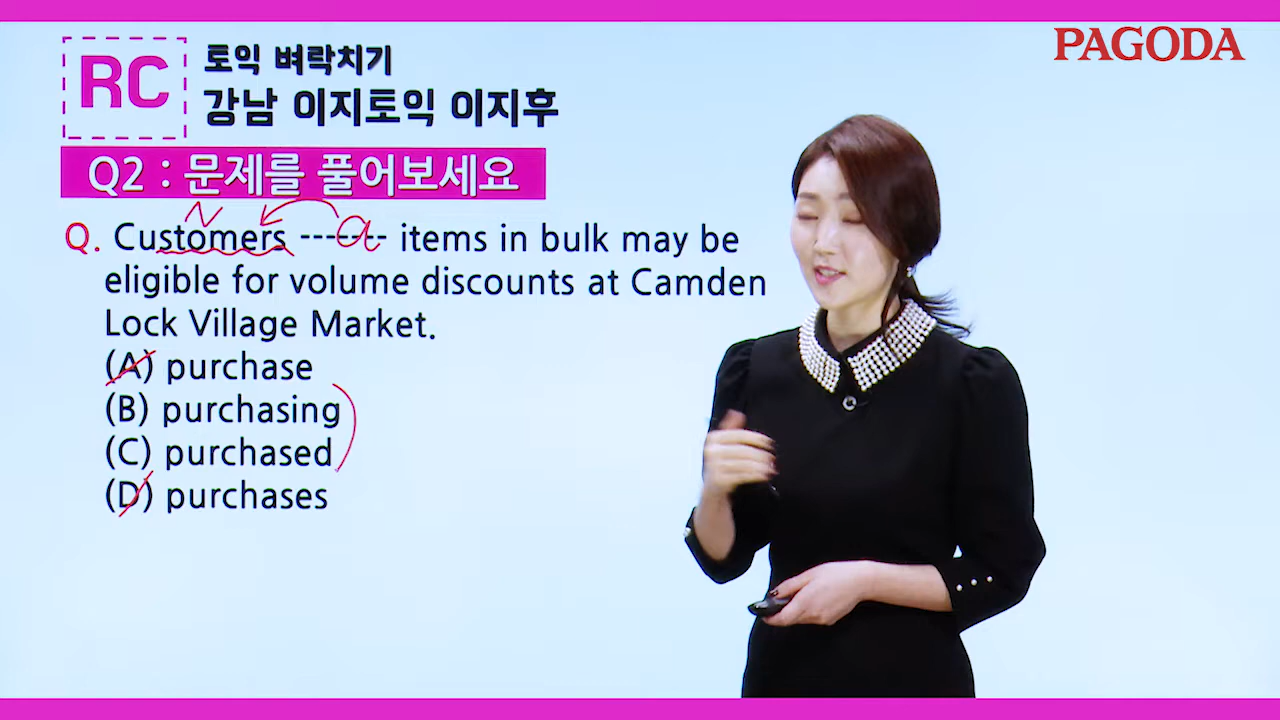 PAGODA
RC
토익 벼락치기
강남 이지토익 이지후
Q2 : 문제를 풀어보세요
N
a
Q. Customers ------- items in bulk may be
eligible for volume discounts at Camden
Lock Village Market.
(A) purchase
(B) purchasing
(C) purchased
(D) purchases